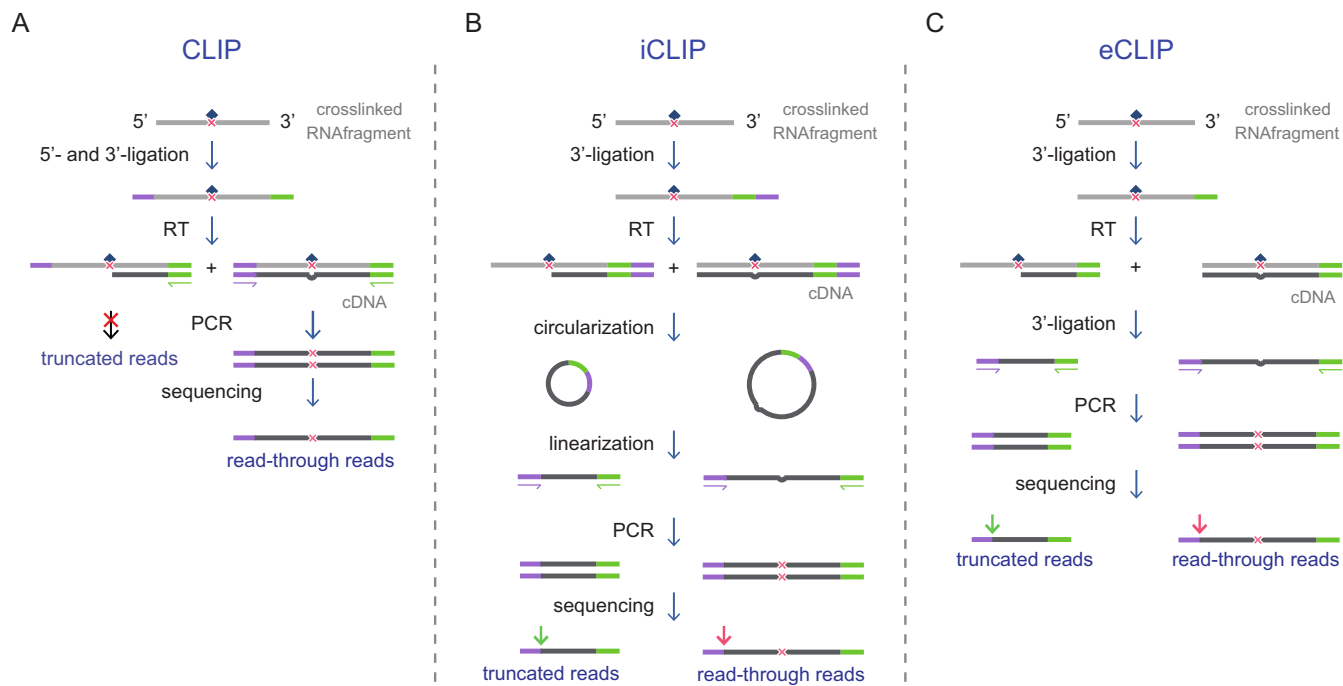 A
CLIP
5’
3’
crosslinked
RNAfragment
5’- and 3’-ligation
RT
+
cDNA
PCR
truncated reads
sequencing
read-through reads
B
iCLIP
5’
3’
crosslinked
RNAfragment
3’-ligation
RT
+
cDNA
circularization
linearization
PCR
sequencing
truncated reads
read-through reads
C
eCLIP
5’
3’
crosslinked
RNAfragment
3’-ligation
RT
+
cDNA
3’-ligation
PCR
sequencing
truncated reads
read-through reads